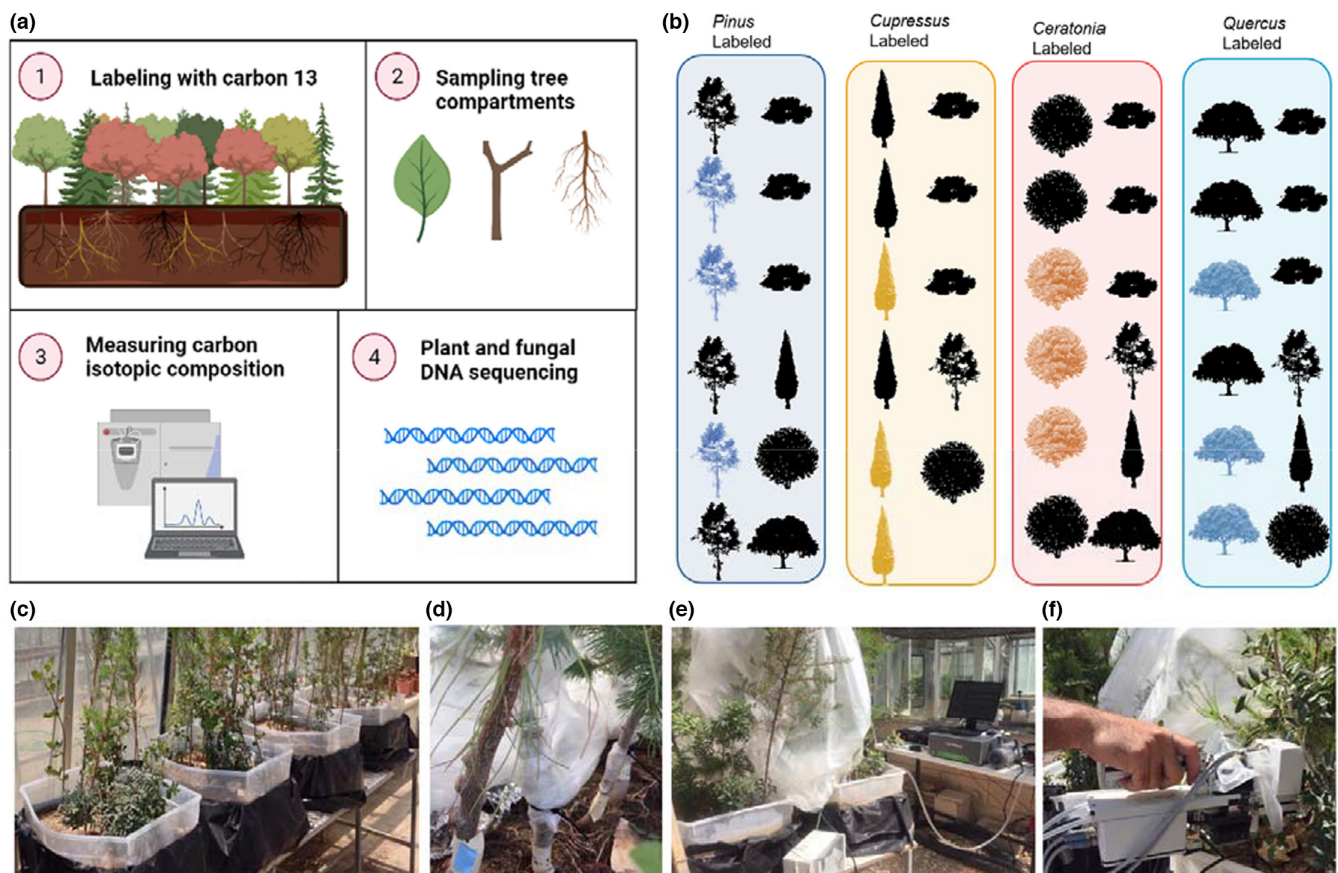 (a)
1
Labeling with carbon 13
2
Sampling tree
compartments
3
Measuring carbon
isotopic composition
4
Plant and fungal
DNA sequencing
(b)
Pinus
Labeled
Cupressus
Labeled
Ceratonia
Labeled
Quercus
Labeled
(c)
(d)
(e)
(f)